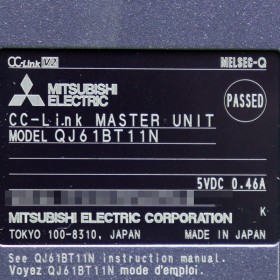 CC-Link V2 MELSEC-Q
MITSUBISHI
ELECTRIC
PASSED
CC-Link MASTER UNIT
MODEL QJ61BT11N
5VDC 0.46A
MITSUBISHI ELECTRIC CORPORATION K
TOKYO 100-8310, JAPAN MADE IN JAPAN
See QJ61BT11N instruction manual.
Voyez QJ61BT11N mode d'emploi.